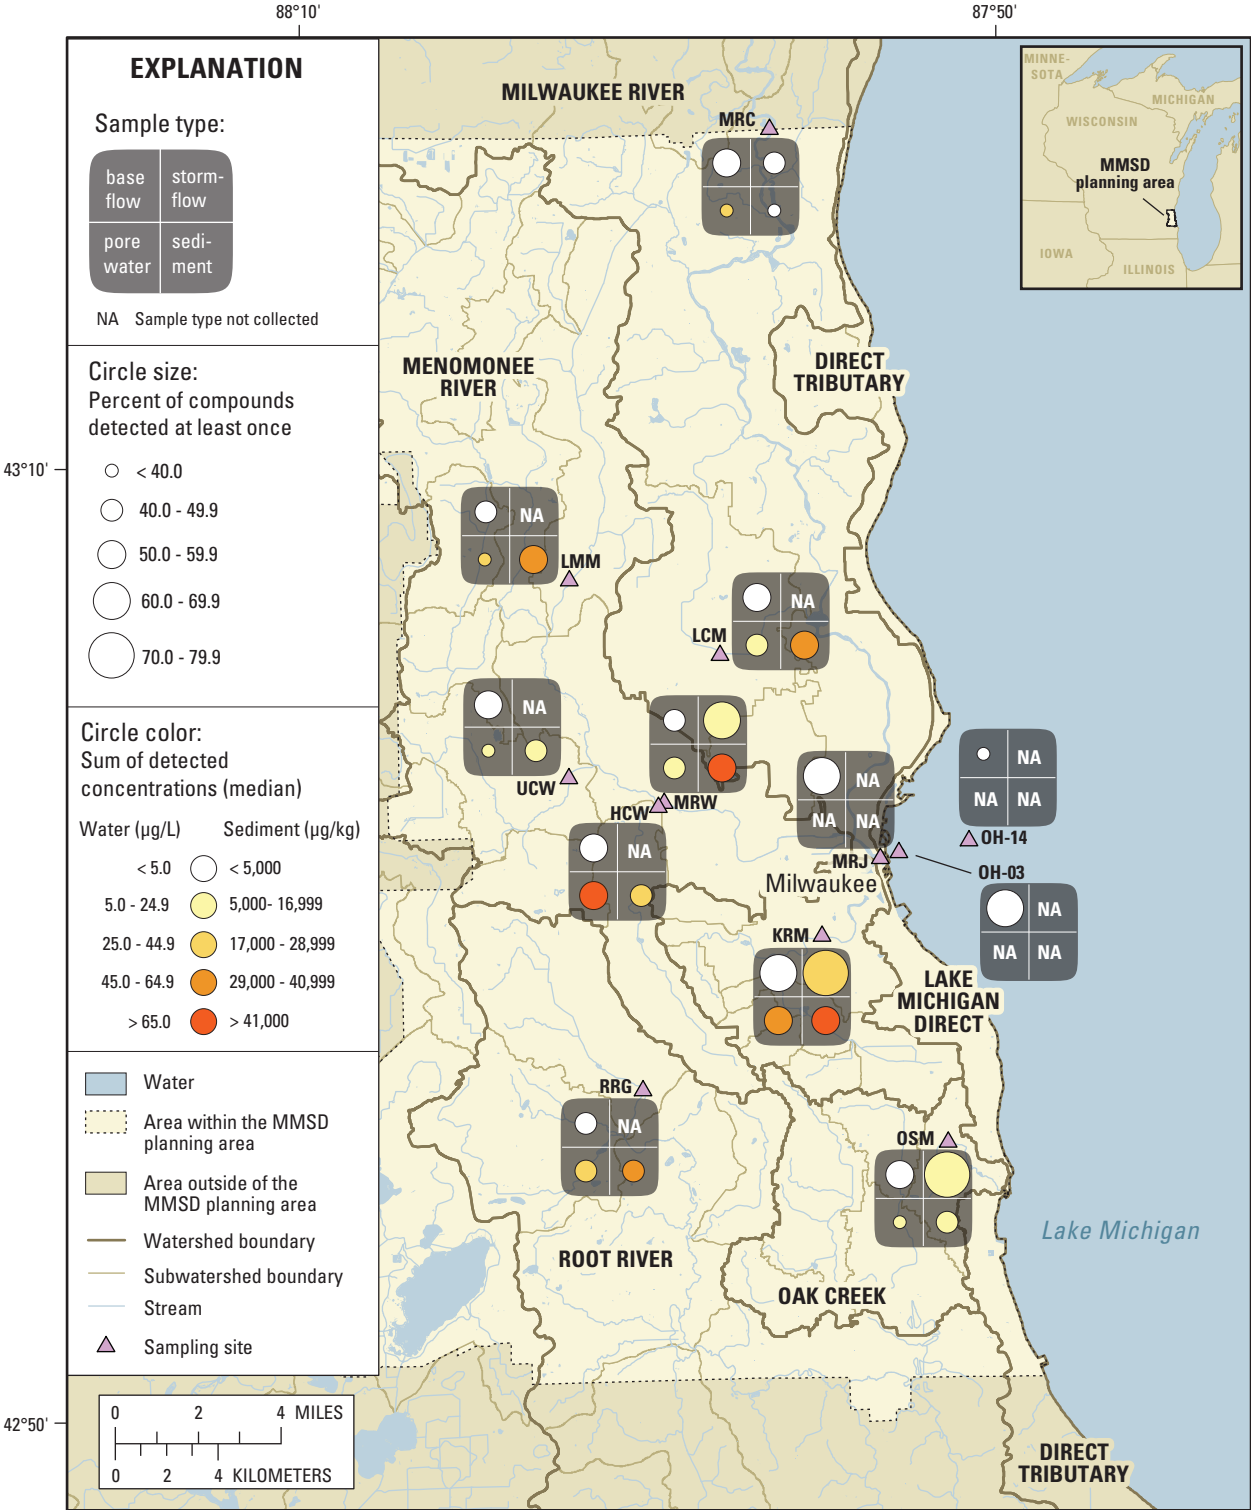 88°10'
87°50'
43°10'
42°50'
EXPLANATION
Sample type:
base
flow
storm-
flow
pore
water
sedi-
ment
NA Sample type not collected
Circle size:
Percent of compounds
detected at least once
< 40.0
40.0 - 49.9
50.0 - 59.9
60.0 - 69.9
70.0 - 79.9
Circle color:
Sum of detected
concentrations (median)
Water (µg/L) Sediment (µg/kg)
< 5.0 < 5,000
5.0 - 24.9 5,000- 16,999
25.0 - 44.9 17,000 - 28,999
45.0 - 64.9 29,000 - 40,999
> 65.0 > 41,000
Water
Area within the MMSD
planning area
Area outside of the
MMSD planning area
Watershed boundary
Subwatershed boundary
Stream
Sampling site
0 2 4 MILES
0 2 4 KILOMETERS
MILWAUKEE RIVER
MRC
MINNE-
SOTA
MICHIGAN
WISCONSIN
MMSD
planning area
IOWA
ILLINOIS
MENOMONEE
RIVER
DIRECT
TRIBUTARY
NA
LMM
NA
LCM
NA
UCW
HCW
MRW
NA
NA
NA NA
MRJ
Milwaukee
NA
NA NA
OH-14
OH-03
NA
NA NA
KRM
LAKE
MICHIGAN
DIRECT
RRG
NA
OSM
Lake Michigan
ROOT RIVER
OAK CREEK
DIRECT
TRIBUTARY